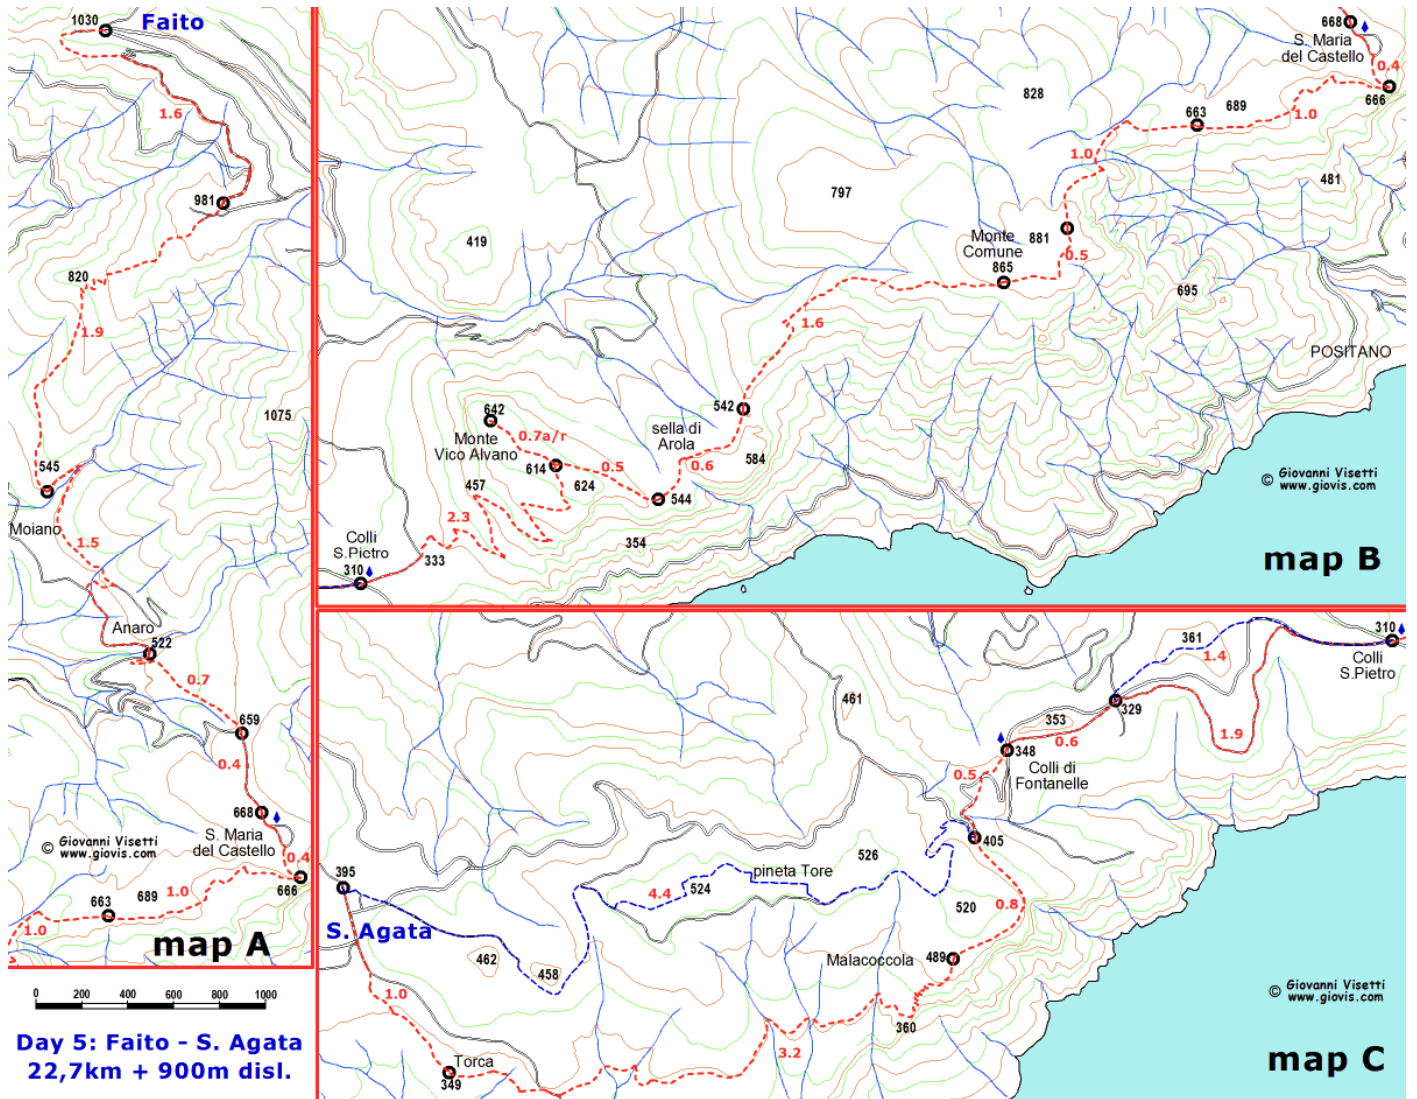 1030
Faito
1.6
981
820
1.9
1075
545
Moiano
1.5
Anaro
522
0.7
659
0.4
668
S. Maria
del Castello
© Giovanni Visetti
www.giovis.com
0.4
666
1.0
689
663
1.0
map A
0 200 400 600 800 1000
Day 5: Faito - S. Agata
22,7km + 900m disl.
668
S. Maria
del Castello
0.4
666
828
689
663
1.0
1.0
481
797
419
Monte
Comune
881
865
0.5
695
1.6
POSITANO
542
642
sella di
Arola
Monte
Vico Alvano
0.7a/r
614
0.5
0.6
584
624
457
544
2.3
354
Colli
S.Pietro
310
333
© Giovanni Visetti
www.giovis.com
map B
310
Colli
S.Pietro
361
1.4
461
329
353
0.6
1.9
348
Colli di
Fontanelle
0.5
405
526
pineta Tore
524
4.4
395
0.8
520
S. Agata
462
458
Malacoccola
489
1.0
360
3.2
Torca
349
© Giovanni Visetti
www.giovis.com
map C